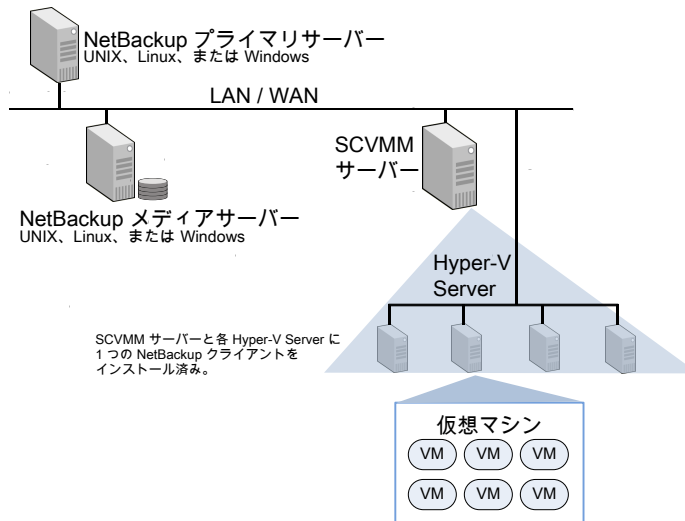 NetBackup プライマリサーバー
UNIX、Linux、または Windows
LAN / WAN
SCVMM
サーバー
NetBackup メディアサーバー
UNIX、Linux、または Windows
Hyper-V
Server
SCVMM サーバーと各 Hyper-V Server に
1 つの NetBackup クライアントを
インストール済み。
仮想マシン
VM VM VM
VM VM VM